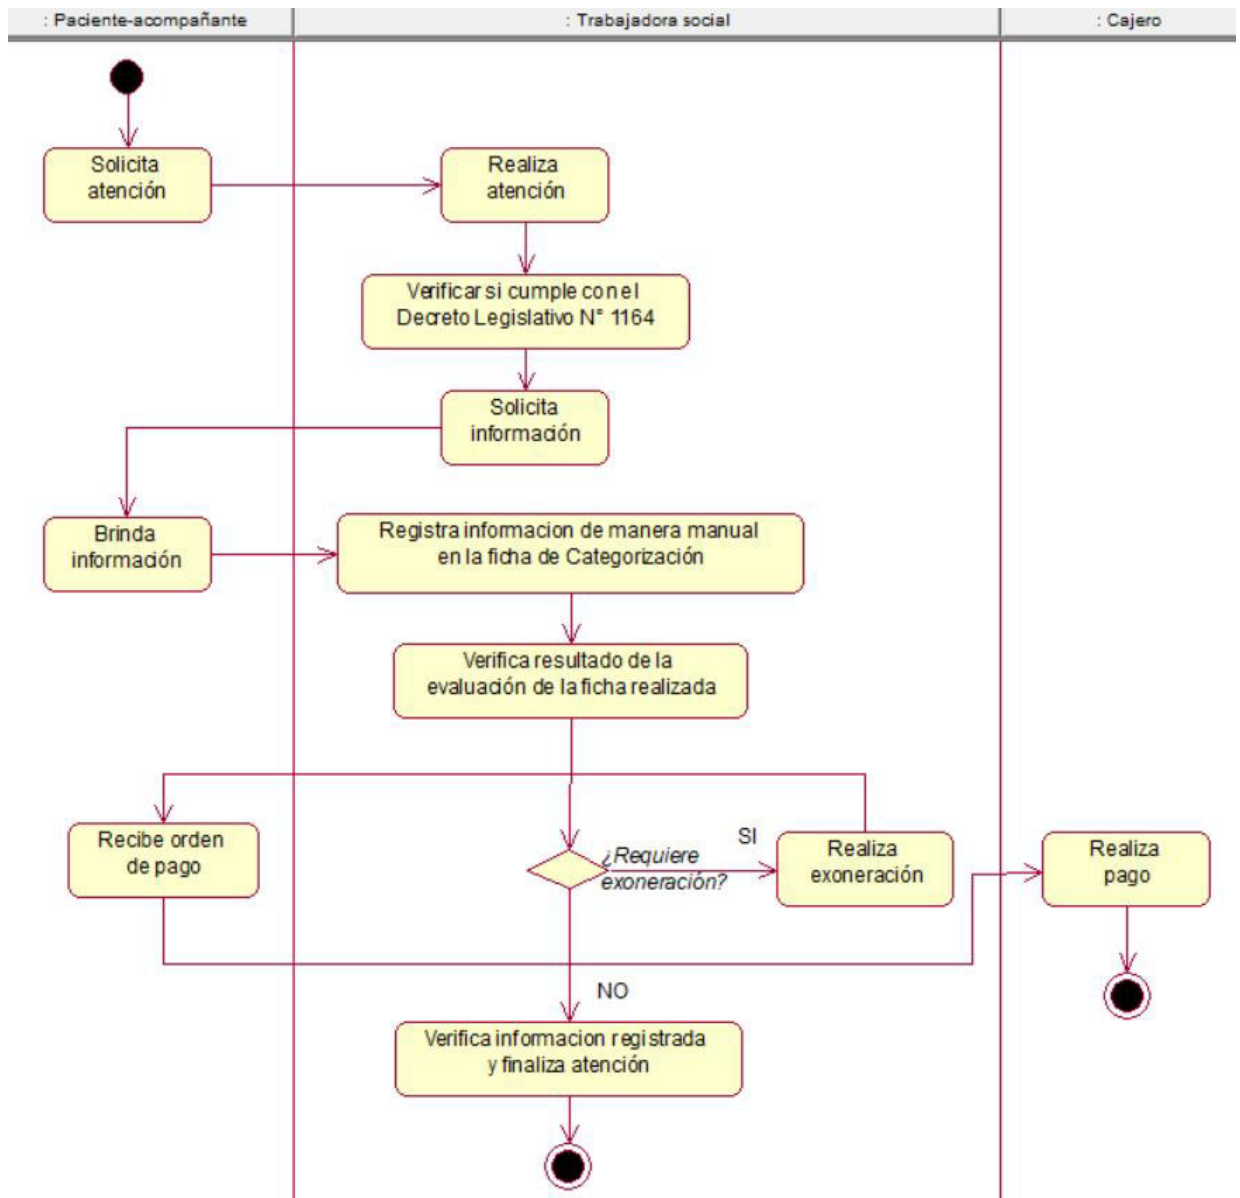 : Paciente-acompañante
: Trabajadora social
: Cajero
Solicita
atención
Realiza
atención
Verificar si cumple con el
Decreto Legislativo N° 1164
Solicita
información
Brinda
información
Registra informacion de manera manual
en la ficha de Categorización
Verifica resultado de la
evaluación de la ficha realizada
Recibe orden
de pago
¿Requiere
exoneración?
SI
Realiza
exoneración
Realiza
pago
NO
Verifica informacion registrada
y finaliza atención